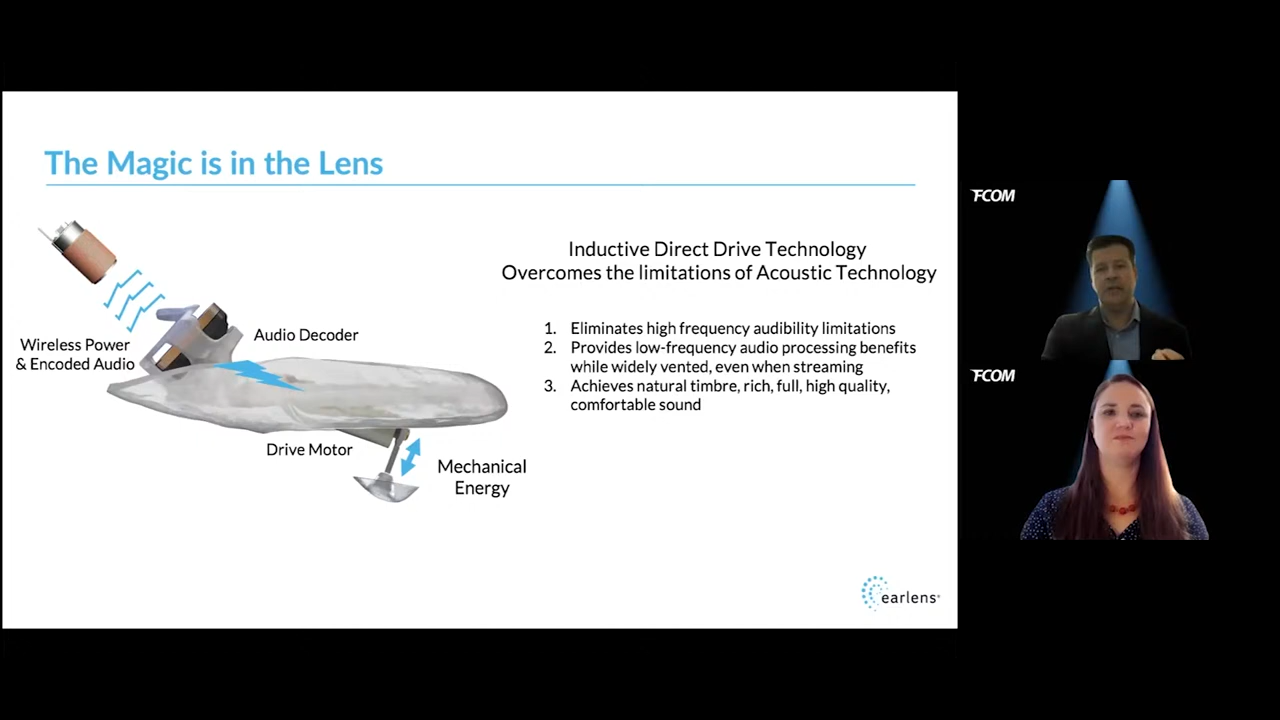 The Magic is in the Lens
Inductive Direct Drive Technology
Overcomes the limitations of Acoustic Technology
Wireless Power
& Encoded Audio
Audio Decoder
Drive Motor
Mechanical
Energy
1. Eliminates high frequency audibility limitations
2. Provides low-frequency audio processing benefits
while widely vented, even when streaming
3. Achieves natural timbre, rich, full, high quality,
comfortable sound
earlens
FCOM
FCOM